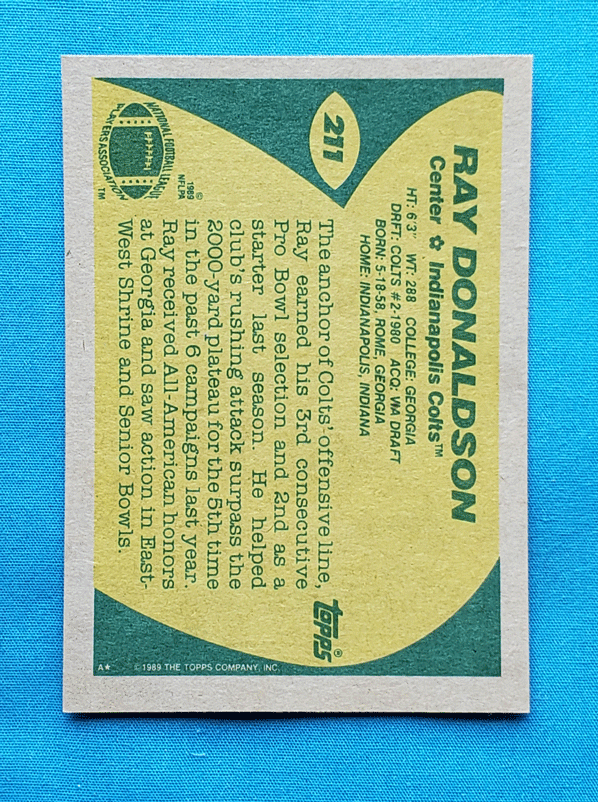 211
RAY DONALDSON
Center ✿ Indianapolis Colts™
HT: 6'3" WT: 288 COLLEGE: GEORGIA
DRFT: COLTS #2-1980 ACQ: VIA DRAFT
BORN: 5-18-58, ROME, GEORGIA
HOME: INDIANAPOLIS, INDIANA
The anchor of Colts' offensive line,
Ray earned his 3rd consecutive
Pro Bowl selection and 2nd as a
starter last season. He helped
club's rushing attack surpass the
2000-yard plateau for the 5th time
in the past 6 campaigns last year.
Ray received All-American honors
at Georgia and saw action in East-
West Shrine and Senior Bowls.
topps®
© 1989 NFLPA
NATIONAL FOOTBALL LEAGUE
PLAYERS ASSOCIATION
™
A★ © 1989 THE TOPPS COMPANY, INC.